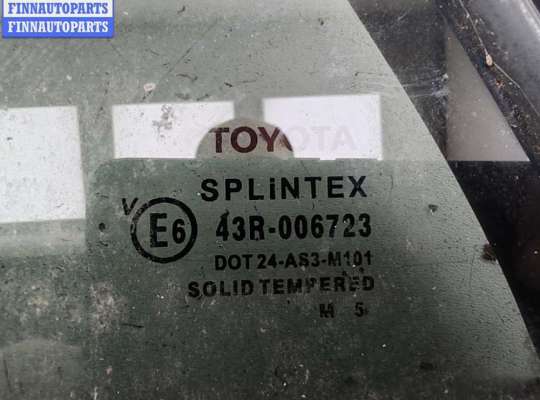 FINNAUTOPARTS
FINNAUTOPARTS
TOYOTA
SPLiNTEX
V
E6 43R-006723
DOT 24-AS3-M101
SOLID TEMPERED
M 5